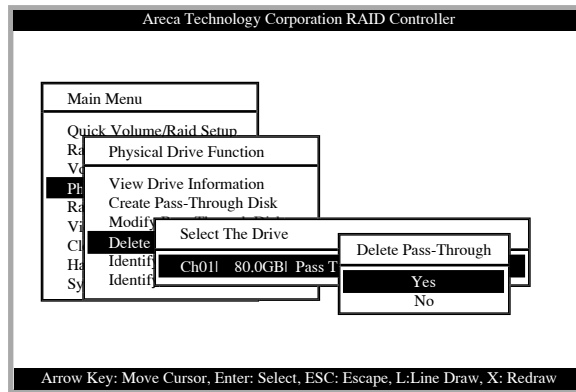 Areca Technology Corporation RAID Controller
Main Menu
Quick Volume/Raid Setup
Physical Drive Function
View Drive Information
Create Pass-Through Disk
Select The Drive
Delete
Delete Pass-Through
Ch01| 80.0GB| Pass T
Yes
No
Arrow Key: Move Cursor, Enter: Select, ESC: Escape, L:Line Draw, X: Redraw